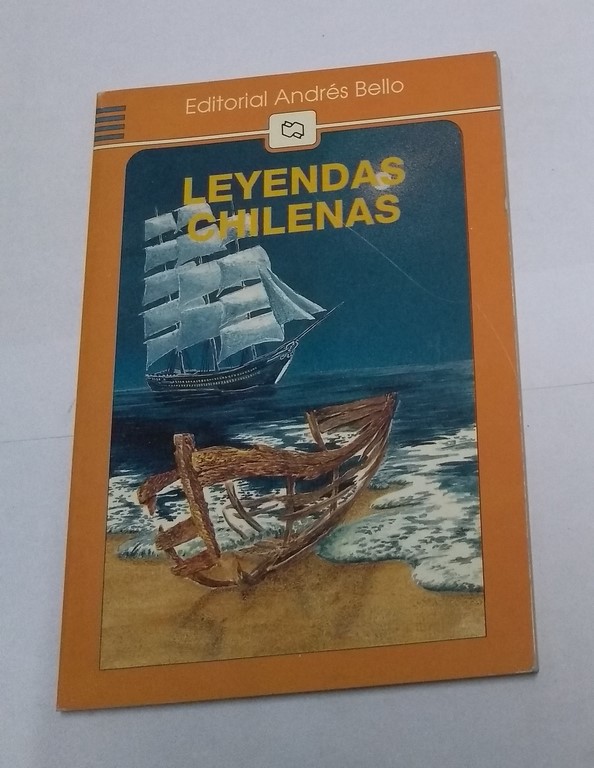 Editorial Andrés Bello
LEYENDAS
CHILENAS